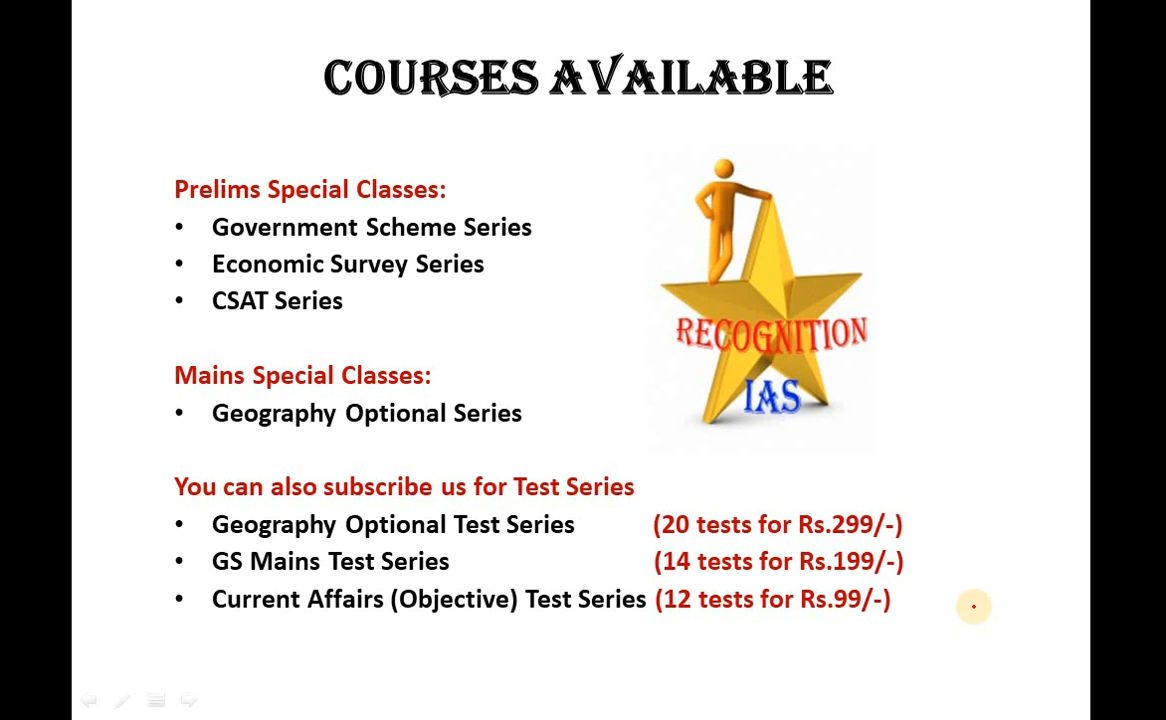 COURSES AVAILABLE
Prelims Special Classes:
• Government Scheme Series
• Economic Survey Series
• CSAT Series
RECOGNITION
IAS
Mains Special Classes:
• Geography Optional Series
You can also subscribe us for Test Series
• Geography Optional Test Series (20 tests for Rs.299/-)
• GS Mains Test Series (14 tests for Rs.199/-)
• Current Affairs (Objective) Test Series (12 tests for Rs.99/-)